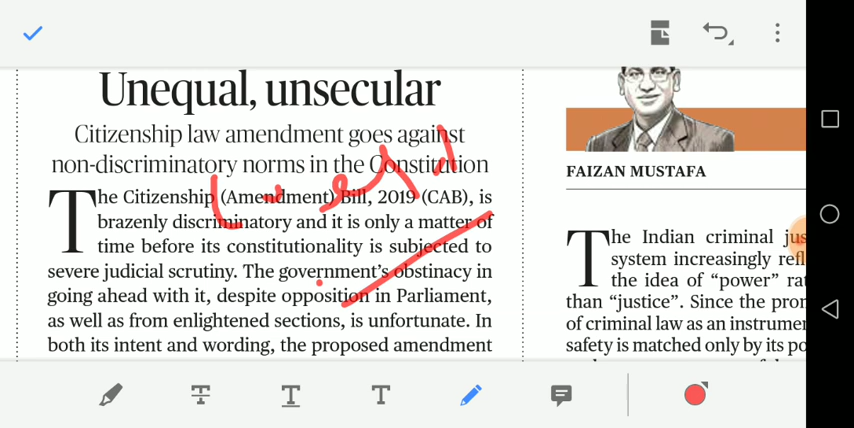 Unequal, unsecular
Citizenship law amendment goes against
non-discriminatory norms in the Constitution
The Citizenship (Amendment) Bill, 2019 (CAB), is
brazenly discriminatory and it is only a matter of
time before its constitutionality is subjected to
severe judicial scrutiny. The government's obstinacy in
going ahead with it, despite opposition in Parliament,
as well as from enlightened sections, is unfortunate. In
both its intent and wording, the proposed amendment
FAIZAN MUSTAFA
The Indian criminal jus
system increasingly refl
the idea of "power" rat
than "justice". Since the pron
of criminal law as an instrumen
safety is matched only by its po